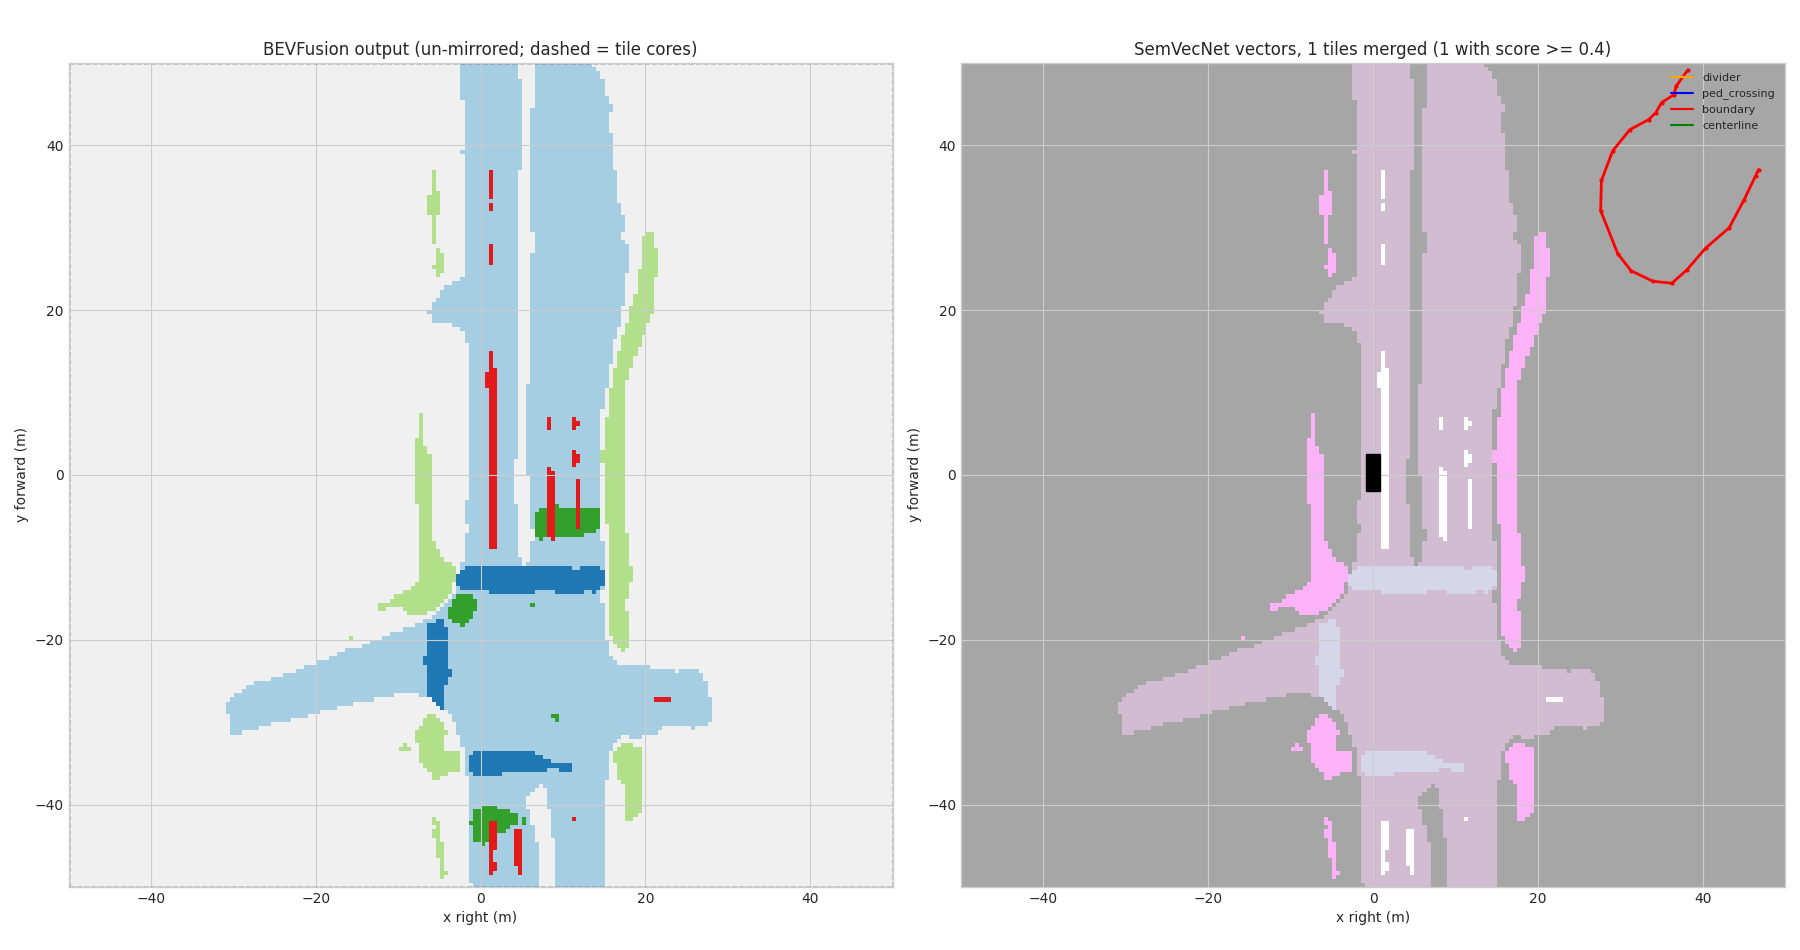 BEVFusion output (un-mirrored; dashed = tile cores)
y forward (m)
40
20
0
−20
−40
−40
−20
0
20
40
x right (m)
SemVecNet vectors, 1 tiles merged (1 with score >= 0.4)
divider
ped_crossing
boundary
centerline
y forward (m)
40
20
0
−20
−40
−40
−20
0
20
40
x right (m)